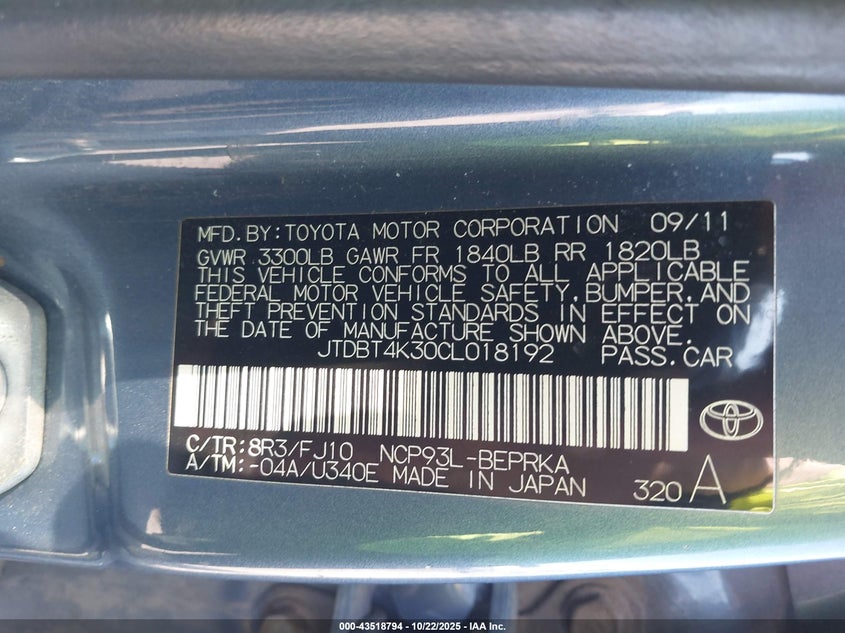 MFD.BY:TOYOTA MOTOR CORPORATION 09/11
GVWR 3300LB GAWR FR 1840LB RR 1820LB
THIS VEHICLE CONFORMS TO ALL APPLICABLE
FEDERAL MOTOR VEHICLE SAFETY,BUMPER,AND
THEFT PREVENTION STANDARDS IN EFFECT ON
THE DATE OF MANUFACTURE SHOWN ABOVE.
JTDBT4K30CL018192 PASS.CAR
C/TR:8R3/FJ10 NCP93L-BEPRKA
A/TM:-04A/U340E MADE IN JAPAN 320 A
000-43518794 - 10/22/2025 - IAA Inc.